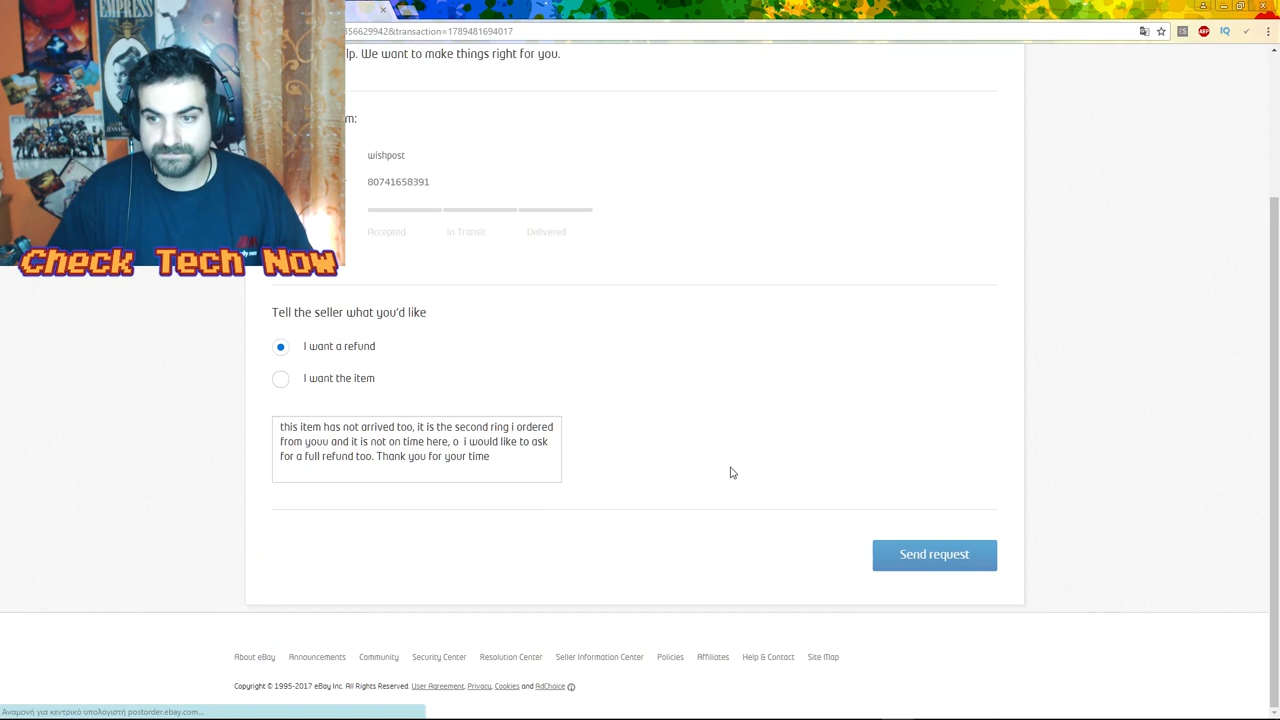 EMPRESS
356629942&transaction=1789481694017
lp. We want to make things right for you.
m:
wishpost
80741658391
Accepted In Transit Delivered
Check Tech Now
Tell the seller what you'd like
I want a refund
I want the item
this item has not arrived too, it is the second ring i ordered
from youu and it is not on time here, o i would like to ask
for a full refund too. Thank you for your time
Send request
About eBay Announcements Community Security Center Resolution Center Seller Information Center Policies Affiliates Help & Contact Site Map
Copyright © 1995-2017 eBay Inc. All Rights Reserved. User Agreement, Privacy, Cookies and AdChoice
Αναμονή για κεντρικό υπολογιστή postorder.ebay.com...